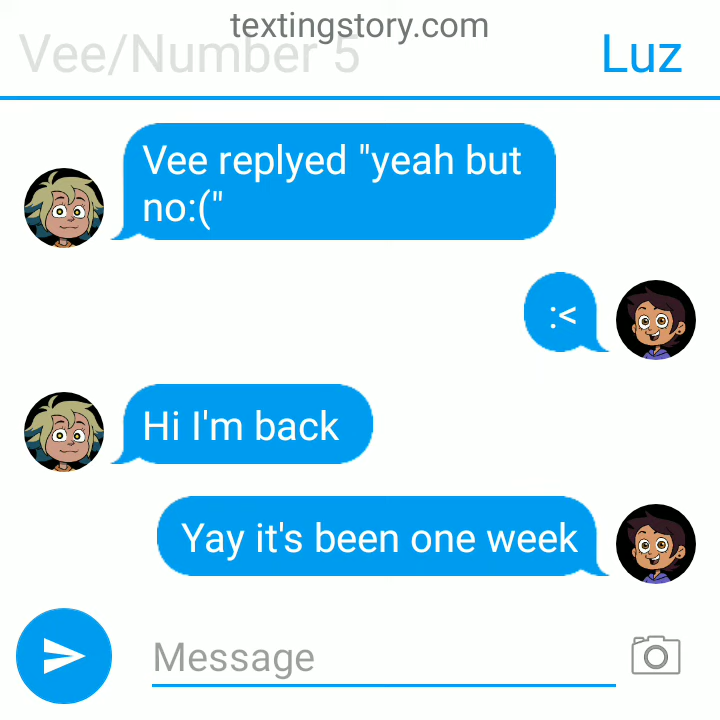 textingstory.com
Vee/Number 5
Luz
Vee replyed "yeah but
no:("
:<
Hi I'm back
Yay it's been one week
Message